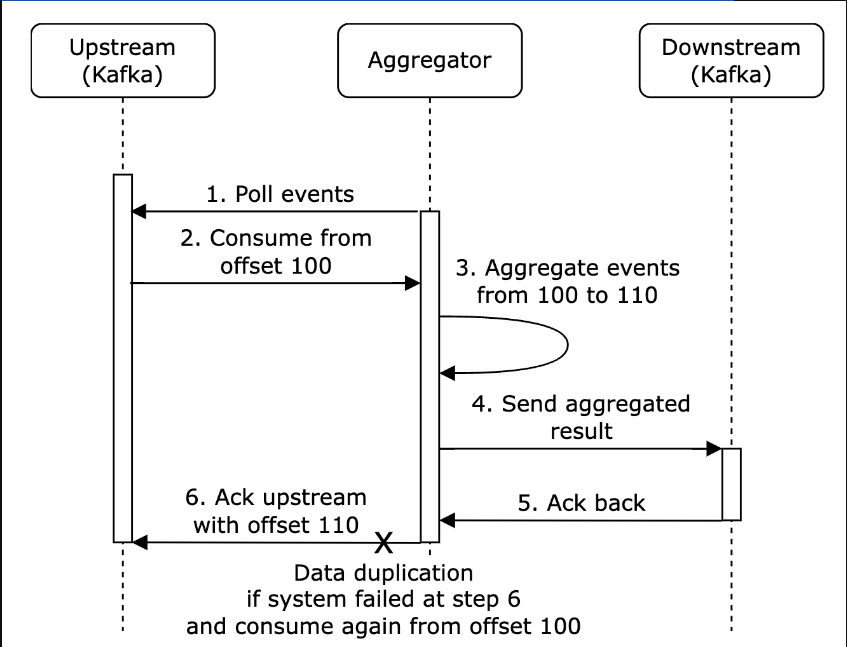 Upstream
(Kafka)
Aggregator
Downstream
(Kafka)
1. Poll events
2. Consume from
offset 100
3. Aggregate events
from 100 to 110
4. Send aggregated
result
5. Ack back
6. Ack upstream
with offset 110
X
Data duplication
if system failed at step 6
and consume again from offset 100